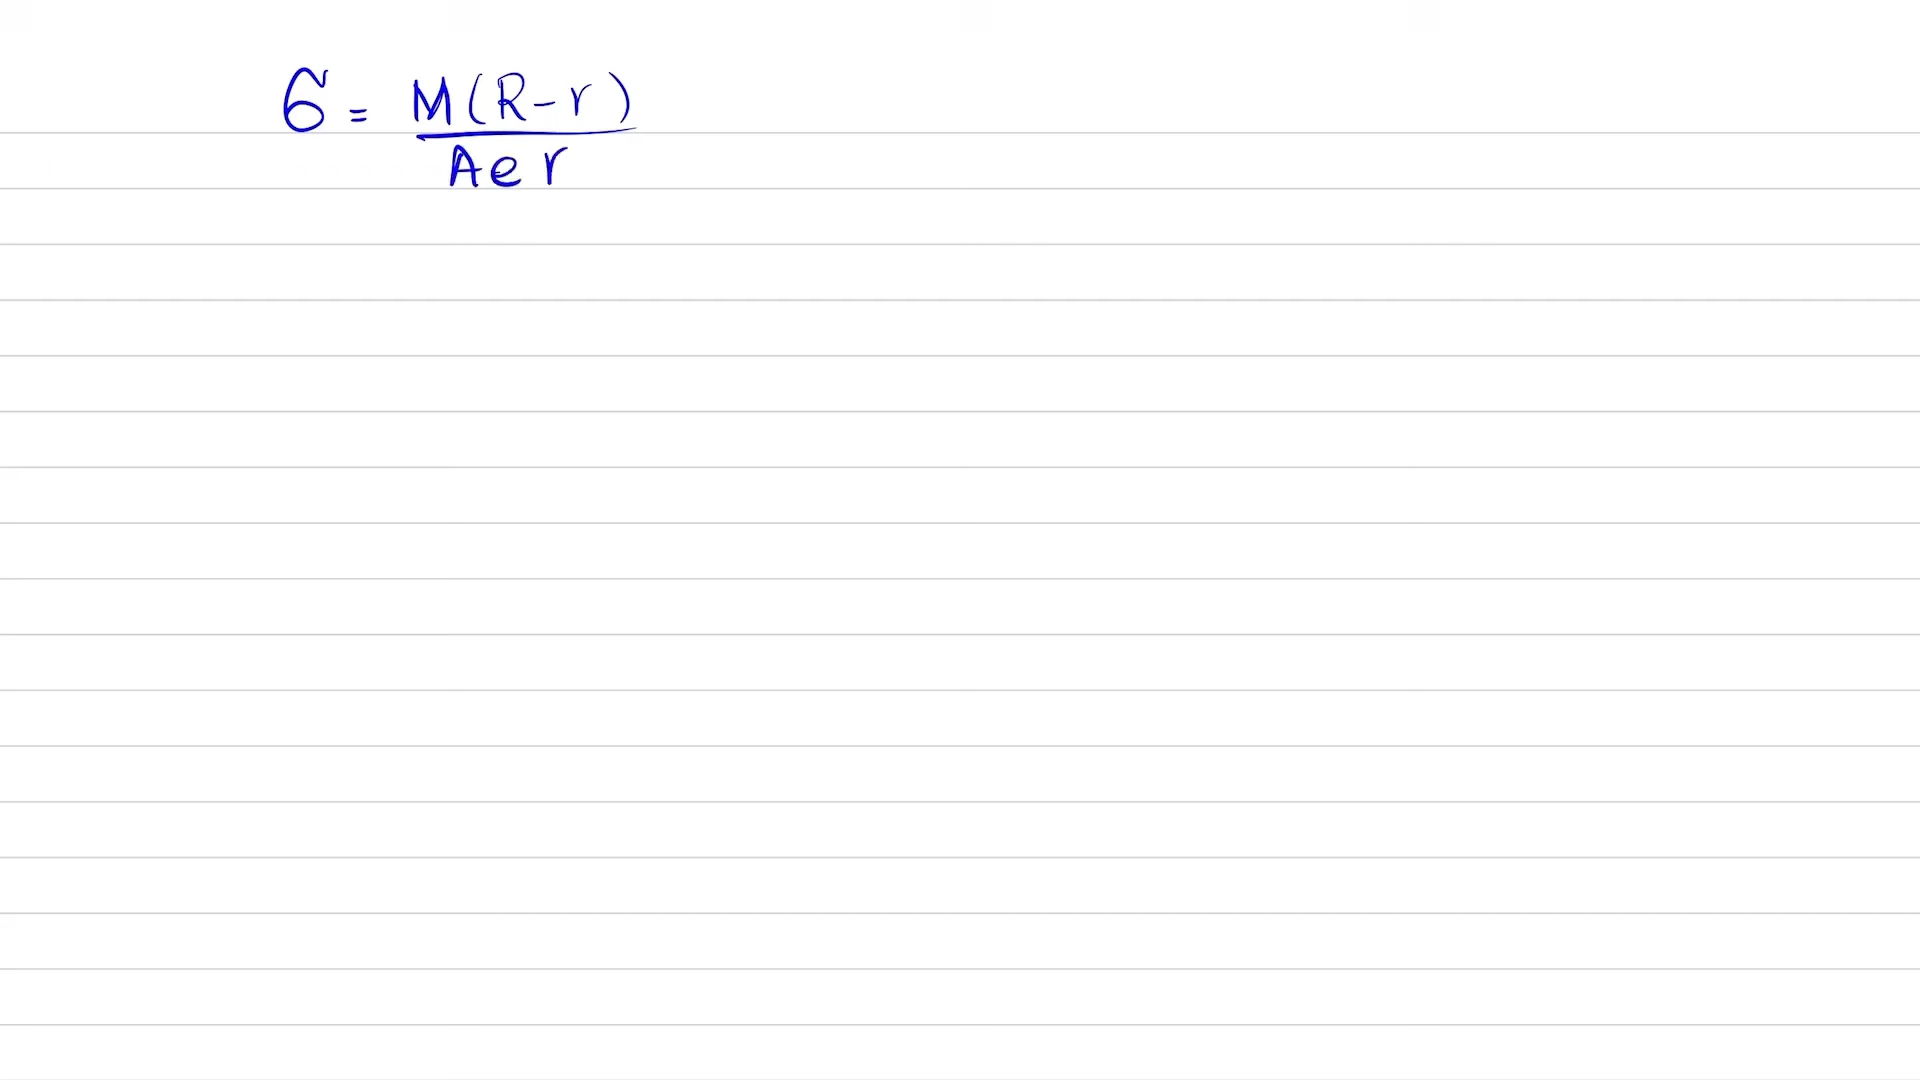 σ = M(R-r) / Aer